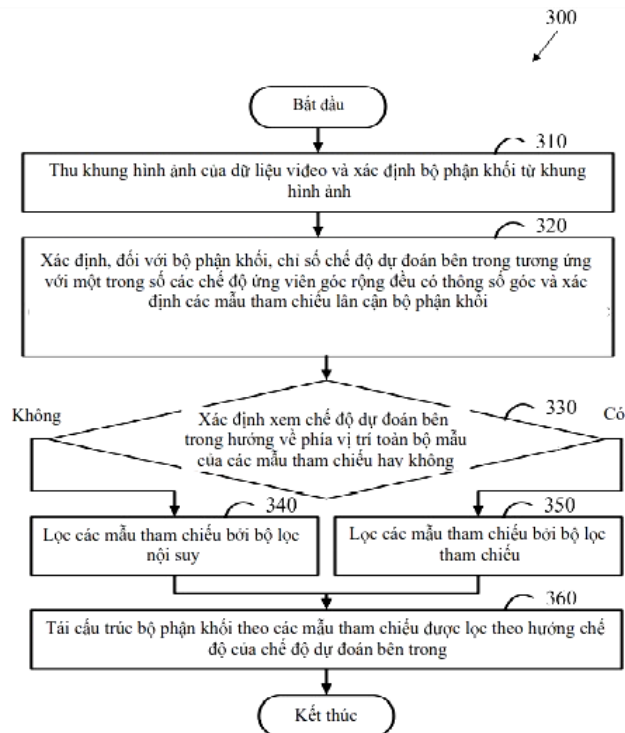 300
Bắt đầu
310
Thu khung hình ảnh của dữ liệu video và xác định bộ phận khối từ khung
hình ảnh
320
Xác định, đối với bộ phận khối, chỉ số chế độ dự đoán bên trong tương ứng
với một trong số các chế độ ứng viên góc rộng đều có thông số góc và xác
định các mẫu tham chiếu lân cận bộ phận khối
Không
330
Có
Xác định xem chế độ dự đoán bên
trong hướng về phía vị trí toàn bộ mẫu
của các mẫu tham chiếu hay không
340
350
Lọc các mẫu tham chiếu bởi bộ lọc
nội suy
Lọc các mẫu tham chiếu bởi bộ lọc
tham chiếu
360
Tái cấu trúc bộ phận khối theo các mẫu tham chiếu được lọc theo hướng chế
độ của chế độ dự đoán bên trong
Kết thúc